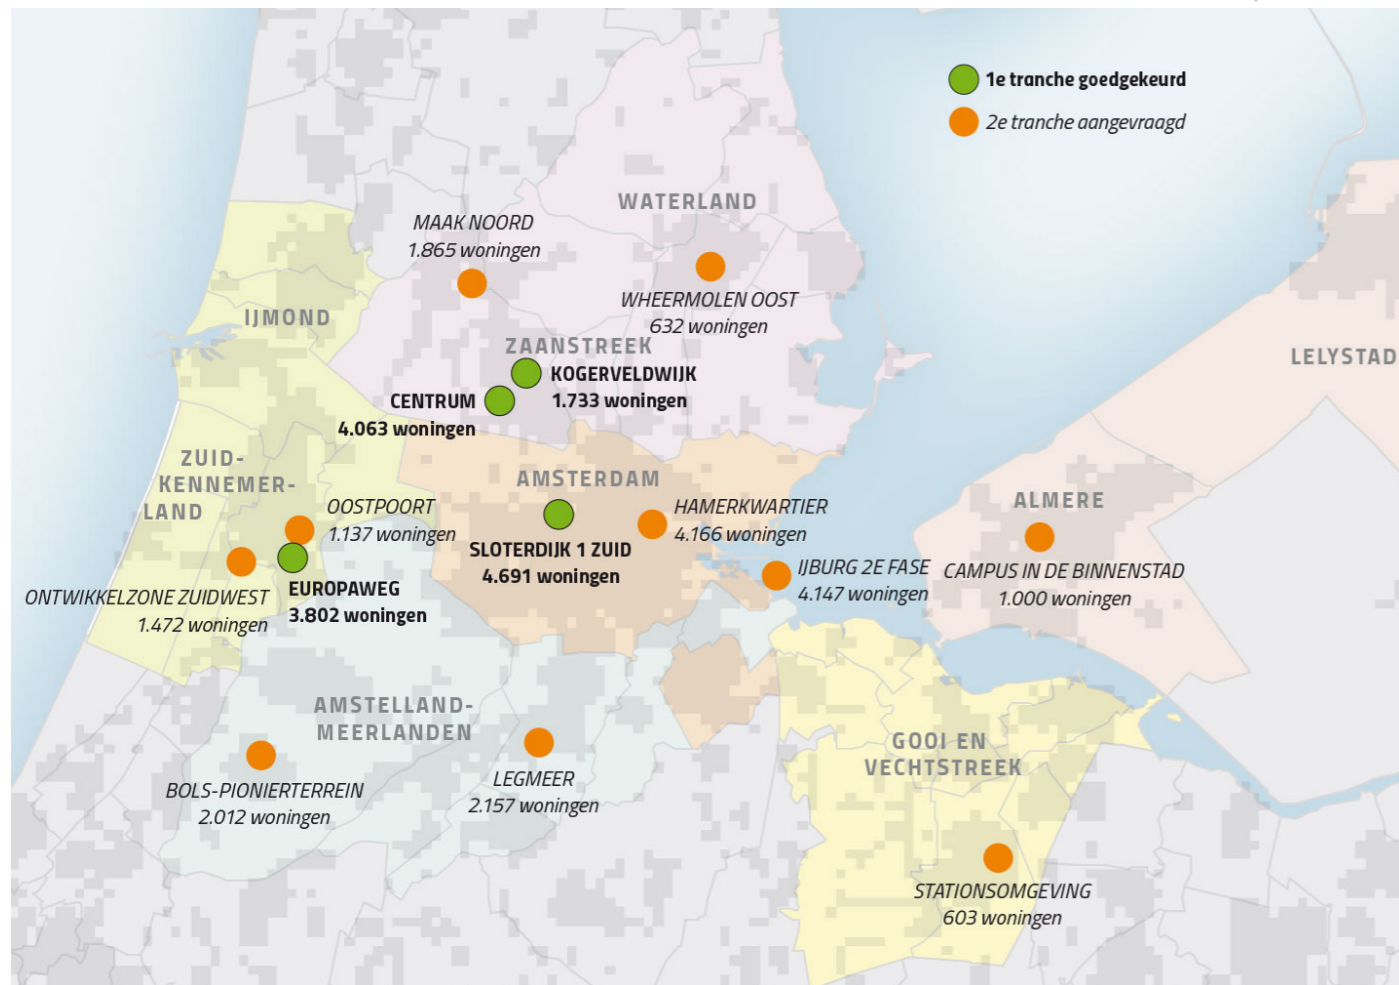 1e tranche goedgekeurd
2e tranche aangevraagd
WATERLAND
MAAK NOORD
1.865 woningen
WHEERMOLEN OOST
632 woningen
IJMOND
ZAANSTREEK
KOGERVELDWIJK
1.733 woningen
CENTRUM
4.063 woningen
LELYSTAD
ZUID-
KENNEMER-
LAND
AMSTERDAM
ALMERE
OOSTPOORT
1.137 woningen
HAMERKWARTIER
4.166 woningen
SLOTERDIJK 1 ZUID
4.691 woningen
IJBURG 2E FASE
4.147 woningen
CAMPUS IN DE BINNENSTAD
1.000 woningen
EUROPAWEG
3.802 woningen
ONTWIKKELZONE ZUIDWEST
1.472 woningen
AMSTELLAND-
MEERLANDEN
GOOI EN
VECHTSTREEK
BOLS-PIONIERTERREIN
2.012 woningen
LEGMEER
2.157 woningen
STATIONSOMGEVING
603 woningen